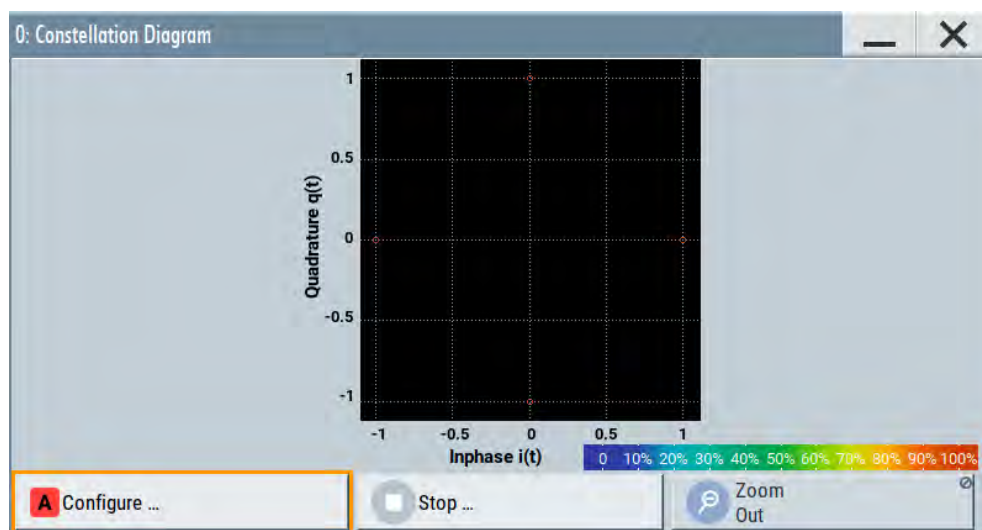 0: Constellation Diagram
1
0.5
0
-0.5
-1
Quadrature q(t)
-1 -0.5 0 0.5 1
Inphase i(t)
0 10% 20% 30% 40% 50% 60% 70% 80% 90% 100%
A Configure ...
Stop ...
Zoom
Out